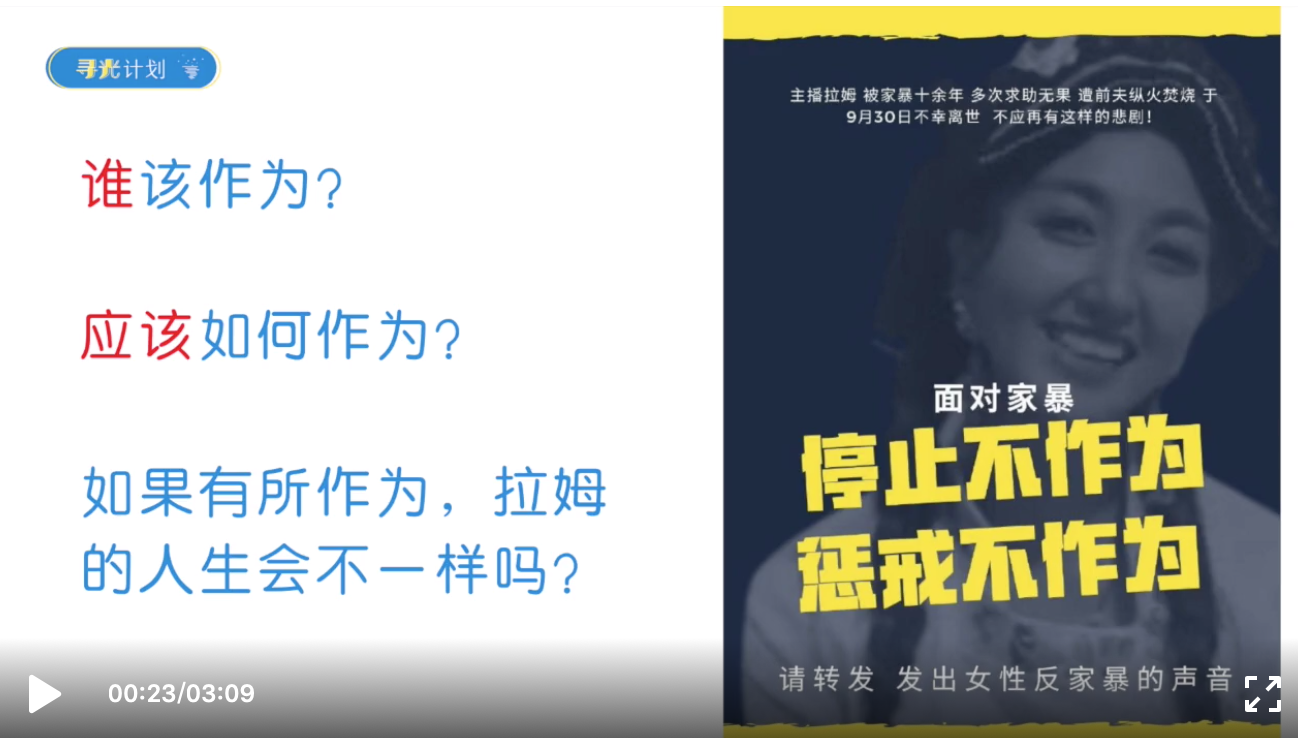 寻光计划
谁该作为?
应该如何作为?
如果有所作为，拉姆
的人生会不一样吗?
主播拉姆 被家暴十余年 多次求助无果 遭前夫纵火焚烧 于
9月30日不幸离世 不应再有这样的悲剧！
面对家暴
停止不作为
惩戒不作为
请转发 发出女性反家暴的声音
00:23/03:09